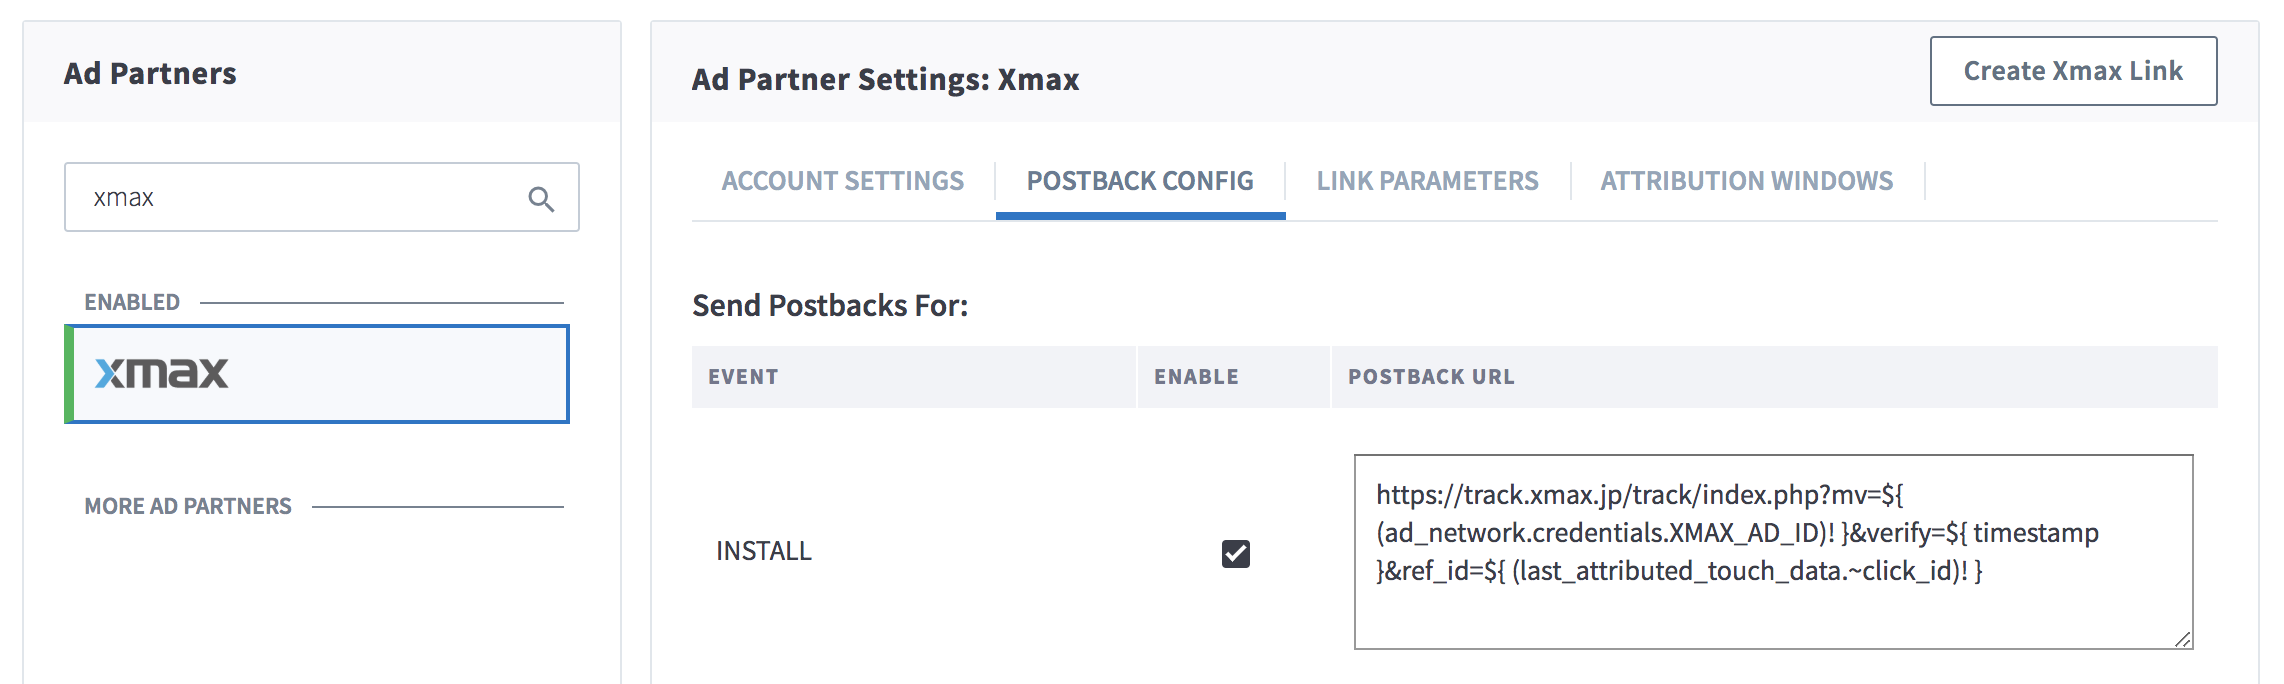 Ad Partners
xmax
ENABLED
xmax
MORE AD PARTNERS
Ad Partner Settings: Xmax
Create Xmax Link
ACCOUNT SETTINGS
POSTBACK CONFIG
LINK PARAMETERS
ATTRIBUTION WINDOWS
Send Postbacks For:
EVENT
ENABLE
POSTBACK URL
INSTALL
https://track.xmax.jp/track/index.php?mv=${
(ad_network.credentials.XMAX_AD_ID)! }&verify=${ timestamp
}&ref_id=${ (last_attributed_touch_data.~click_id)! }